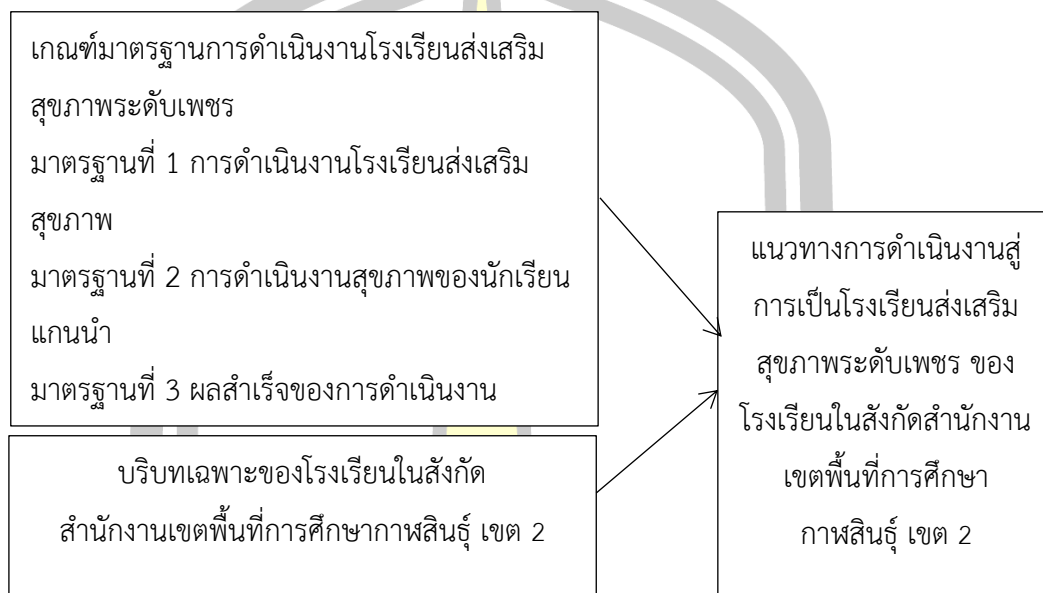 เกณฑ์มาตรฐานการดำเนินงานโรงเรียนส่งเสริม
สุขภาพระดับเพชร
มาตรฐานที่ 1 การดำเนินงานโรงเรียนส่งเสริม
สุขภาพ
มาตรฐานที่ 2 การดำเนินงานสุขภาพของนักเรียน
แกนนำ
มาตรฐานที่ 3 ผลสำเร็จของการดำเนินงาน
บริบทเฉพาะของโรงเรียนในสังกัด
สำนักงานเขตพื้นที่การศึกษากาฬสินธุ์ เขต 2
แนวทางการดำเนินงานสู่
การเป็นโรงเรียนส่งเสริม
สุขภาพระดับเพชร ของ
โรงเรียนในสังกัดสำนักงาน
เขตพื้นที่การศึกษา
กาฬสินธุ์ เขต 2